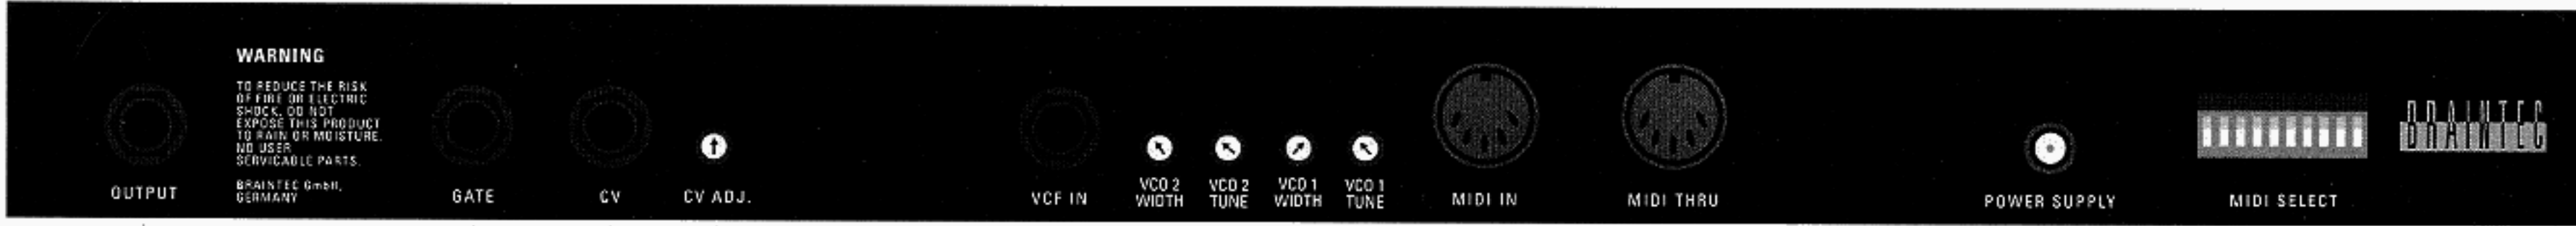 WARNING
TO REDUCE THE RISK
OF FIRE OR ELECTRIC
SHOCK, DO NOT
EXPOSE THIS PRODUCT
TO RAIN OR MOISTURE.
NO USER
SERVICABLE PARTS.
BRAINTEC GmbH,
GERMANY
OUTPUT
GATE
CV
CV ADJ.
VCF IN
VCO 2
WIDTH
VCO 2
TUNE
VCO 1
WIDTH
VCO 1
TUNE
MIDI IN
MIDI THRU
POWER SUPPLY
MIDI SELECT
BRAINTEC